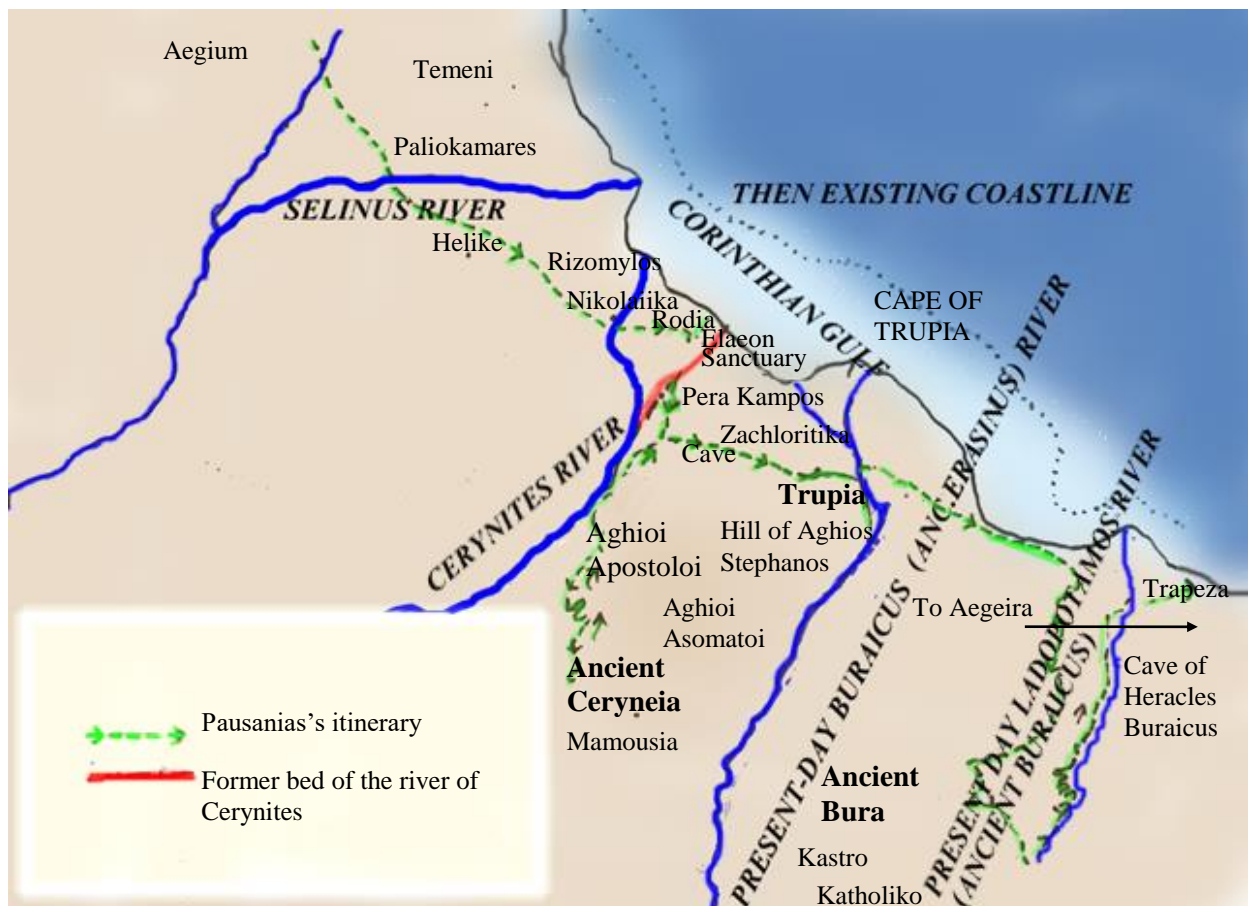 Aegium
Temeni
Paliokamares
SELINUS RIVER
THEN EXISTING COASTLINE
CORINTHIAN GULF
Helike
Rizomylos
Nikolaiika
Rodia
CAPE OF
TRUPIA
Elaeon
Sanctuary
Pera Kampos
Zachloritika
Cave
CERYNITES RIVER
Trupia
Aghioi
Apostoloi
Hill of Aghios
Stephanos
Aghioi
Asomatoi
To Aegeira
Trapeza
Ancient
Ceryneia
Mamousia
Cave of
Heracles
Buraicus
PRESENT-DAY BURAICUS (ANC.ERASINUS) RIVER
PRESENT DAY LADOPOTAMOS RIVER
(ANCIENT BURAICUS)
Ancient
Bura
Kastro
Katholiko
Pausanias's itinerary
Former bed of the river of
Cerynites